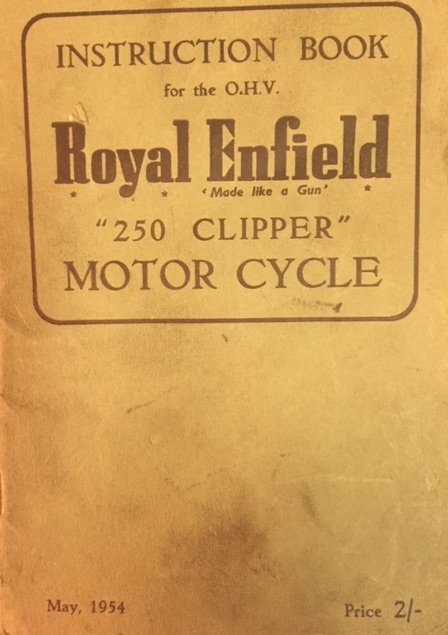 INSTRUCTION BOOK
for the O.H.V.
Royal Enfield
* * 'Made like a Gun' *
"250 CLIPPER"
MOTOR CYCLE
May, 1954
Price 2/-